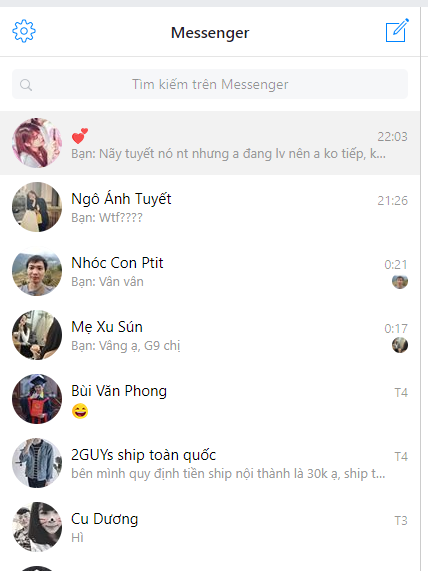 Messenger
Tìm kiếm trên Messenger
💕 22:03
Bạn: Nãy tuyết nó nt nhưng a đang lv nên a ko tiếp, k...
Ngô Ánh Tuyết 21:26
Bạn: Wtf????
Nhóc Con Ptit 0:21
Bạn: Vân vân
Mẹ Xu Sún 0:17
Bạn: Vâng ạ, G9 chị
Bùi Văn Phong T4
😄
2GUYs ship toàn quốc T4
bên mình quy định tiền ship nội thành là 30k ạ, ship t...
Cu Dương T3
Hì